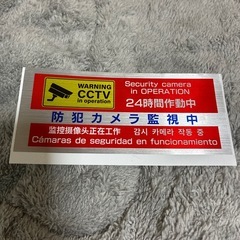 WARNING
CCTV
in operation
Security camera
in OPERATION
24時間作動中
防犯カメラ監視中
监控摄像头正在工作 감시 카메라 작동 중
Cámaras de seguridad en funcionamiento